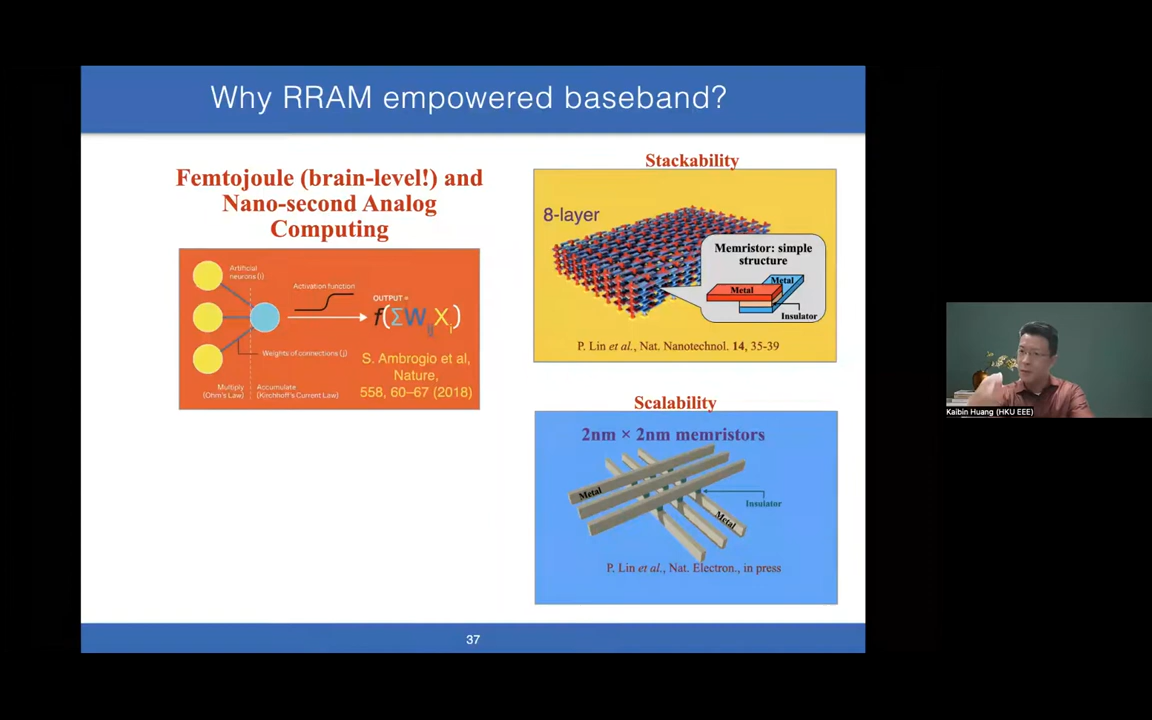 Why RRAM empowered baseband?
Femtojoule (brain-level!) and
Nano-second Analog
Computing
Artificial
neurons (i)
Activation function
OUTPUT =
f(ΣWijXi)
Weights of connections (j)
S. Ambrogio et al,
Nature,
558, 60–67 (2018)
Multiply
(Ohm's Law)
Accumulate
(Kirchhoff's Current Law)
Stackability
8-layer
Memristor: simple
structure
Metal
Metal
Insulator
P. Lin et al., Nat. Nanotechnol. 14, 35-39
Scalability
2nm × 2nm memristors
Metal
Insulator
Metal
P. Lin et al., Nat. Electron., in press
37
Kaibin Huang (HKU EEE)